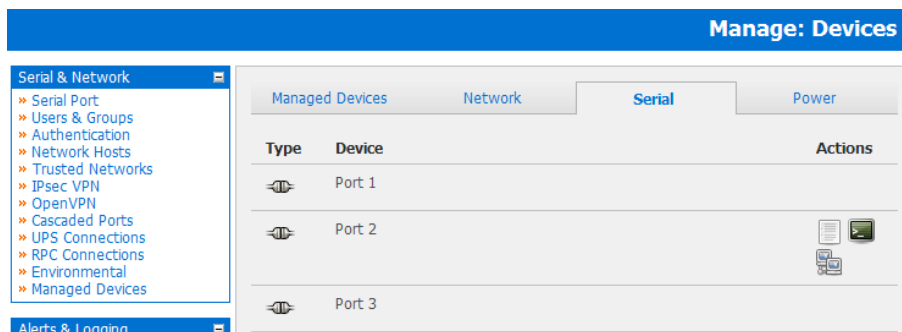 Manage: Devices
Serial & Network
» Serial Port
» Users & Groups
» Authentication
» Network Hosts
» Trusted Networks
» IPsec VPN
» OpenVPN
» Cascaded Ports
» UPS Connections
» RPC Connections
» Environmental
» Managed Devices
Alerts & Logging
Managed Devices Network Serial Power
Type Device Actions
Port 1
Port 2
Port 3